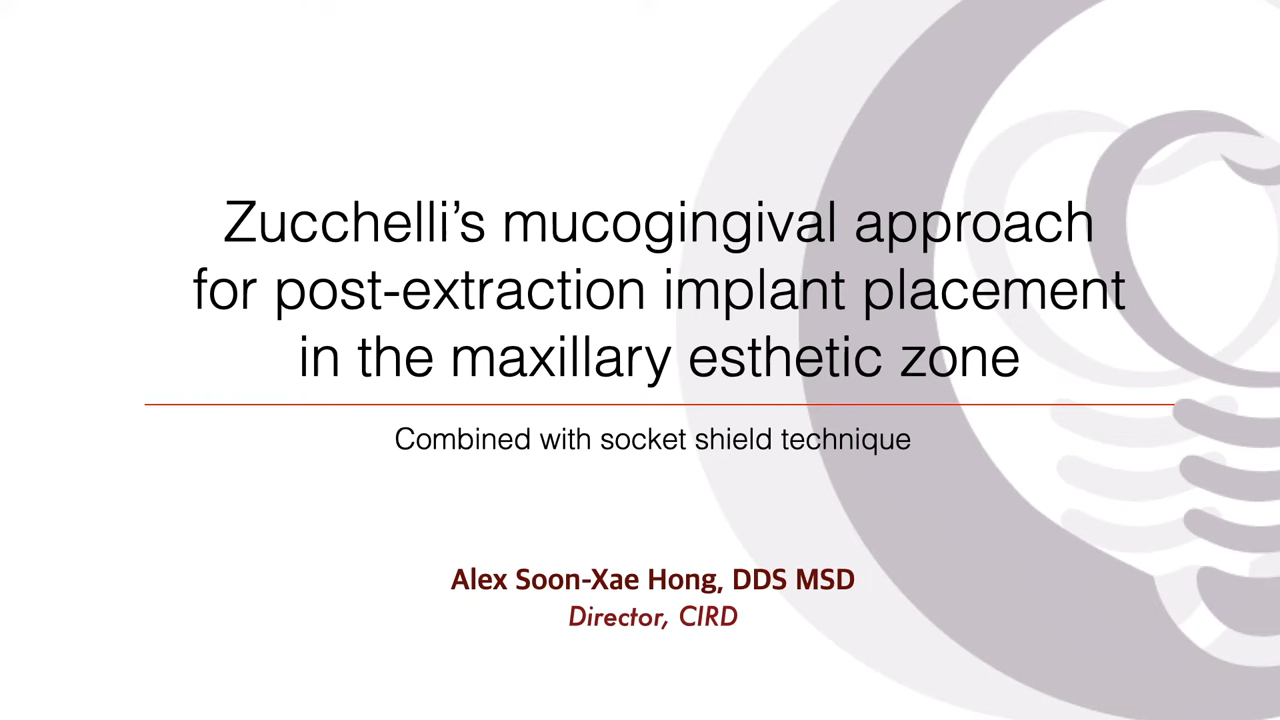 Zucchelli’s mucogingival approach
for post-extraction implant placement
in the maxillary esthetic zone
Combined with socket shield technique
Alex Soon-Xae Hong, DDS MSD
Director, CIRD